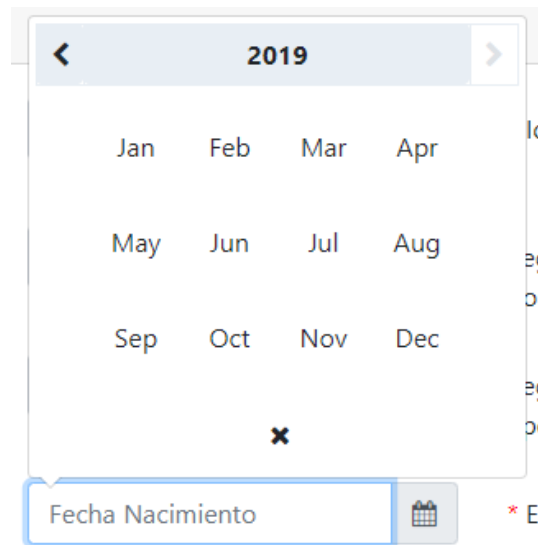 2019
Jan Feb Mar Apr
May Jun Jul Aug
Sep Oct Nov Dec
Fecha Nacimiento
* E